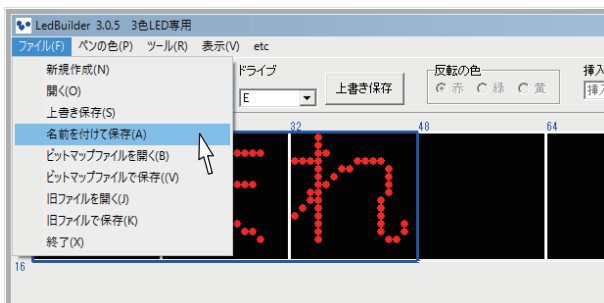 LedBuilder 3.0.5 3色LED専用
ファイル(F) ペンの色(P) ツール(R) 表示(V) etc
新規作成(N)
開く(O)
上書き保存(S)
名前を付けて保存(A)
ビットマップファイルを開く(B)
ビットマップファイルで保存((V)
旧ファイルを開く(J)
旧ファイルで保存(K)
終了(X)
ドライブ
E
上書き保存
反転の色
赤 緑 黄
挿入
挿入
32 48 64
れ
16